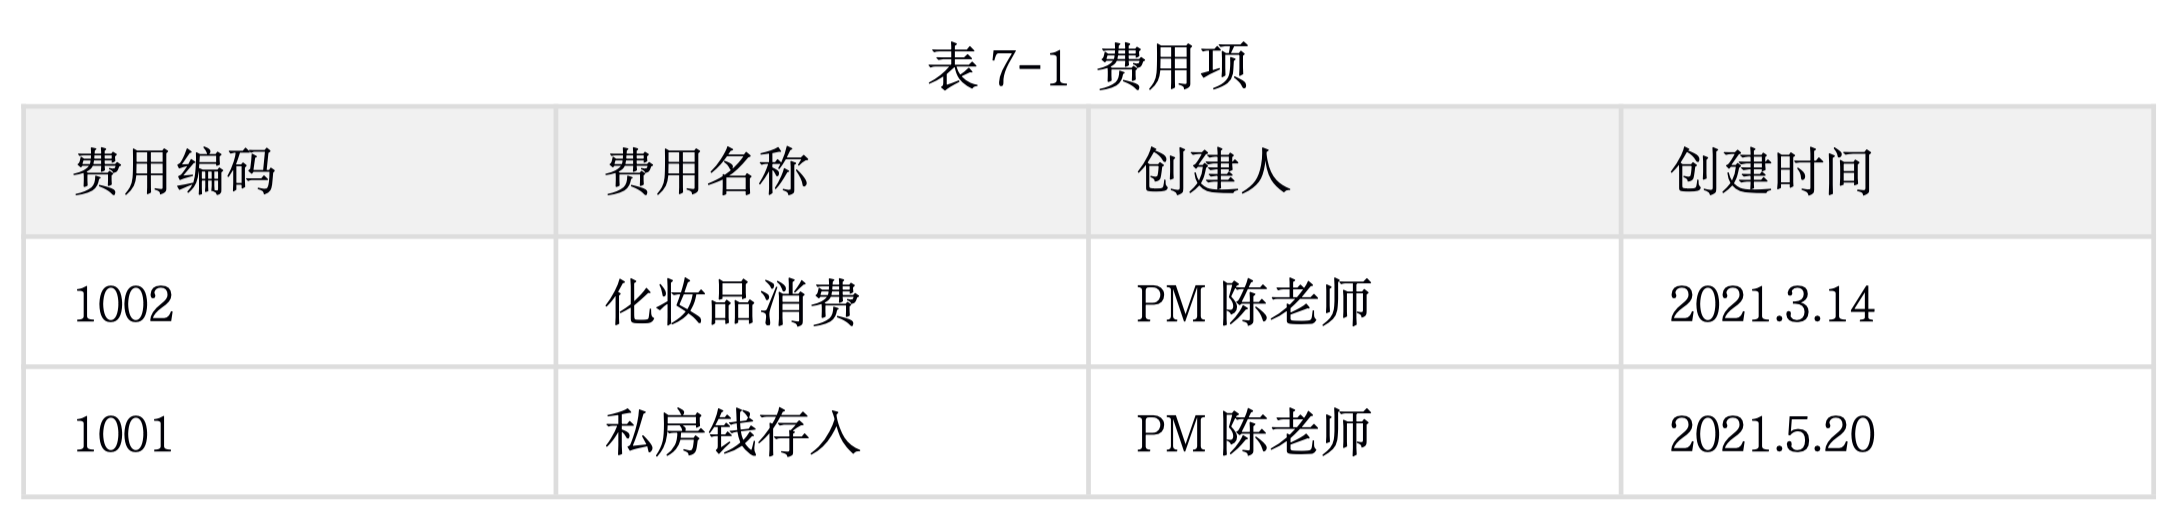 表 7-1 费用项
费用编码 费用名称 创建人 创建时间
1002 化妆品消费 PM 陈老师 2021.3.14
1001 私房钱存入 PM 陈老师 2021.5.20